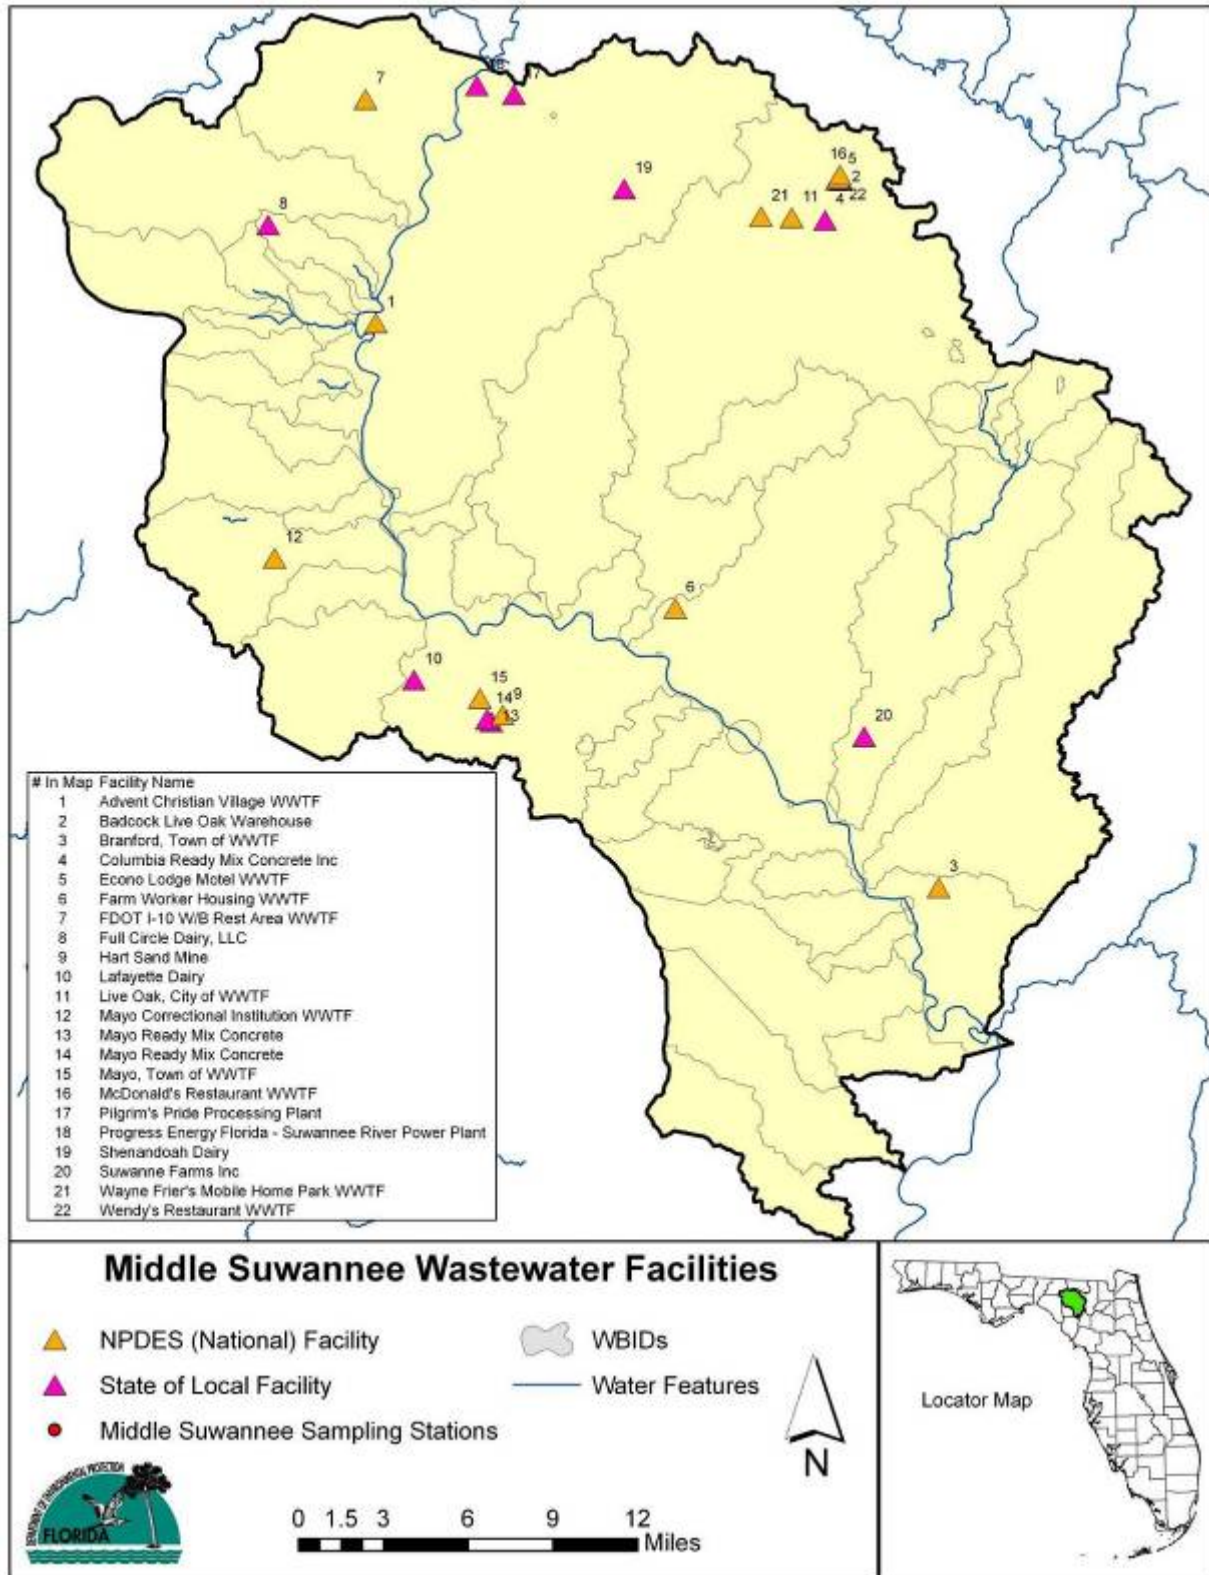 7
18
17
19
16 5
2
21 11 4 22
8
1
12
6
10
15
14 9
13
20
3
# In Map Facility Name
1 Advent Christian Village WWTF
2 Badcock Live Oak Warehouse
3 Branford, Town of WWTF
4 Columbia Ready Mix Concrete Inc
5 Econo Lodge Motel WWTF
6 Farm Worker Housing WWTF
7 FDOT I-10 W/B Rest Area WWTF
8 Full Circle Dairy, LLC
9 Hart Sand Mine
10 Lafayette Dairy
11 Live Oak, City of WWTF
12 Mayo Correctional Institution WWTF
13 Mayo Ready Mix Concrete
14 Mayo Ready Mix Concrete
15 Mayo, Town of WWTF
16 McDonald's Restaurant WWTF
17 Pilgrim's Pride Processing Plant
18 Progress Energy Florida - Suwannee River Power Plant
19 Shenandoah Dairy
20 Suwanne Farms Inc
21 Wayne Frier's Mobile Home Park WWTF
22 Wendy's Restaurant WWTF
Middle Suwannee Wastewater Facilities
NPDES (National) Facility
WBIDs
State of Local Facility
Water Features
Middle Suwannee Sampling Stations
N
Locator Map
DEPARTMENT OF ENVIRONMENTAL PROTECTION
FLORIDA
0 1.5 3 6 9 12
Miles